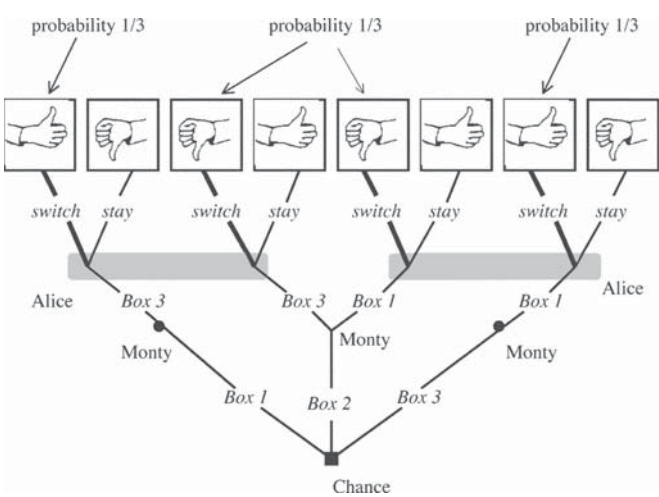 probability 1/3 probability 1/3 probability 1/3
switch stay switch stay switch stay switch stay
Alice Box 3 Box 3 Box 1 Box 1 Alice
Monty Monty Monty
Box 1 Box 2 Box 3
Chance